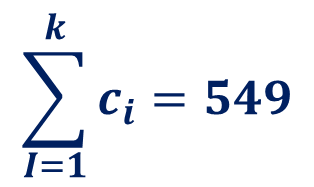 k
∑ c_i = 549
I=1